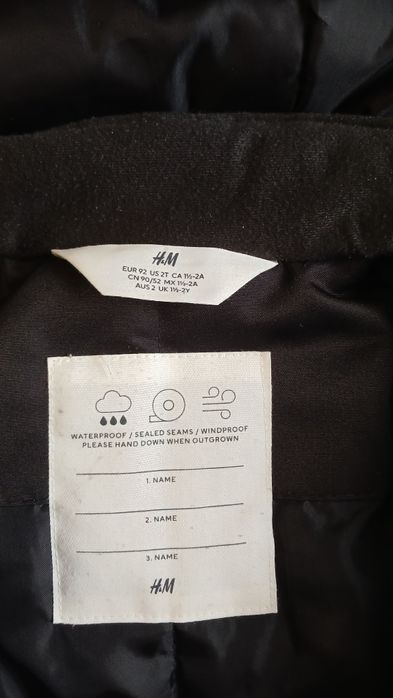 H&M
EUR 92 US 2T CA 1½-2A
CN 90/52 MX 1½-2A
AUS 2 UK 1½-2Y
WATERPROOF / SEALED SEAMS / WINDPROOF
PLEASE HAND DOWN WHEN OUTGROWN
1. NAME
2. NAME
3. NAME
H&M